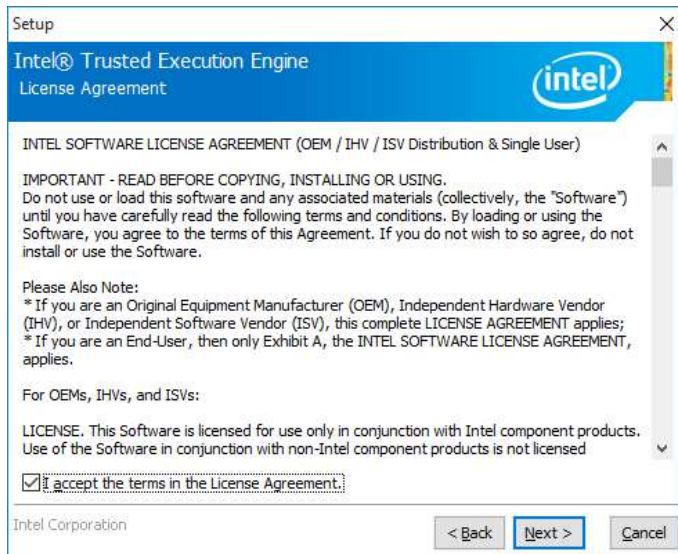 Setup
Intel® Trusted Execution Engine
License Agreement
intel
INTEL SOFTWARE LICENSE AGREEMENT (OEM / IHV / ISV Distribution & Single User)
IMPORTANT - READ BEFORE COPYING, INSTALLING OR USING.
Do not use or load this software and any associated materials (collectively, the "Software")
until you have carefully read the following terms and conditions. By loading or using the
Software, you agree to the terms of this Agreement. If you do not wish to so agree, do not
install or use the Software.
Please Also Note:
* If you are an Original Equipment Manufacturer (OEM), Independent Hardware Vendor
(IHV), or Independent Software Vendor (ISV), this complete LICENSE AGREEMENT applies;
* If you are an End-User, then only Exhibit A, the INTEL SOFTWARE LICENSE AGREEMENT,
applies.
For OEMs, IHVs, and ISVs:
LICENSE. This Software is licensed for use only in conjunction with Intel component products.
Use of the Software in conjunction with non-Intel component products is not licensed
I accept the terms in the License Agreement.
Intel Corporation
< Back
Next >
Cancel